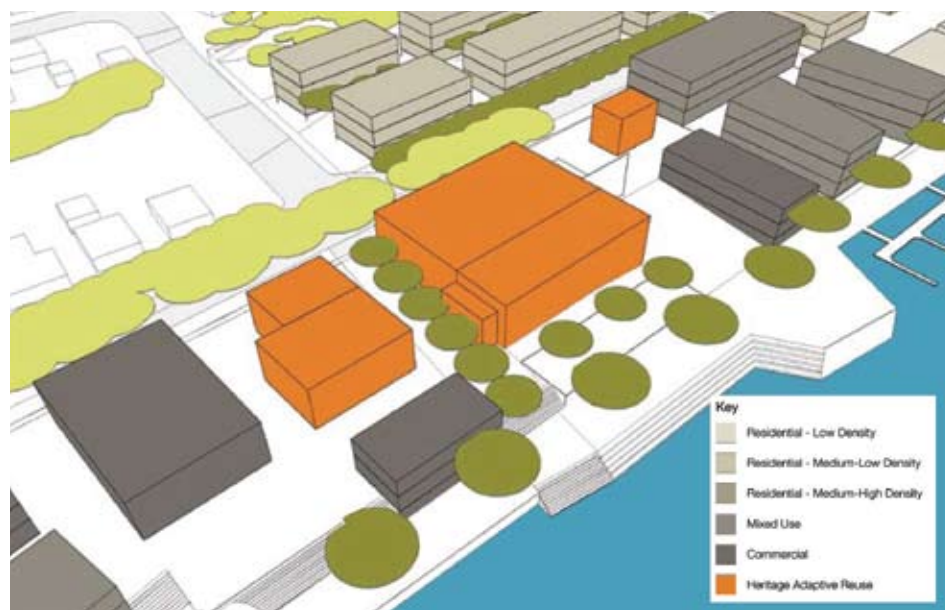 Key
Residential - Low Density
Residential - Medium-Low Density
Residential - Medium-High Density
Mixed Use
Commercial
Heritage Adaptive Reuse